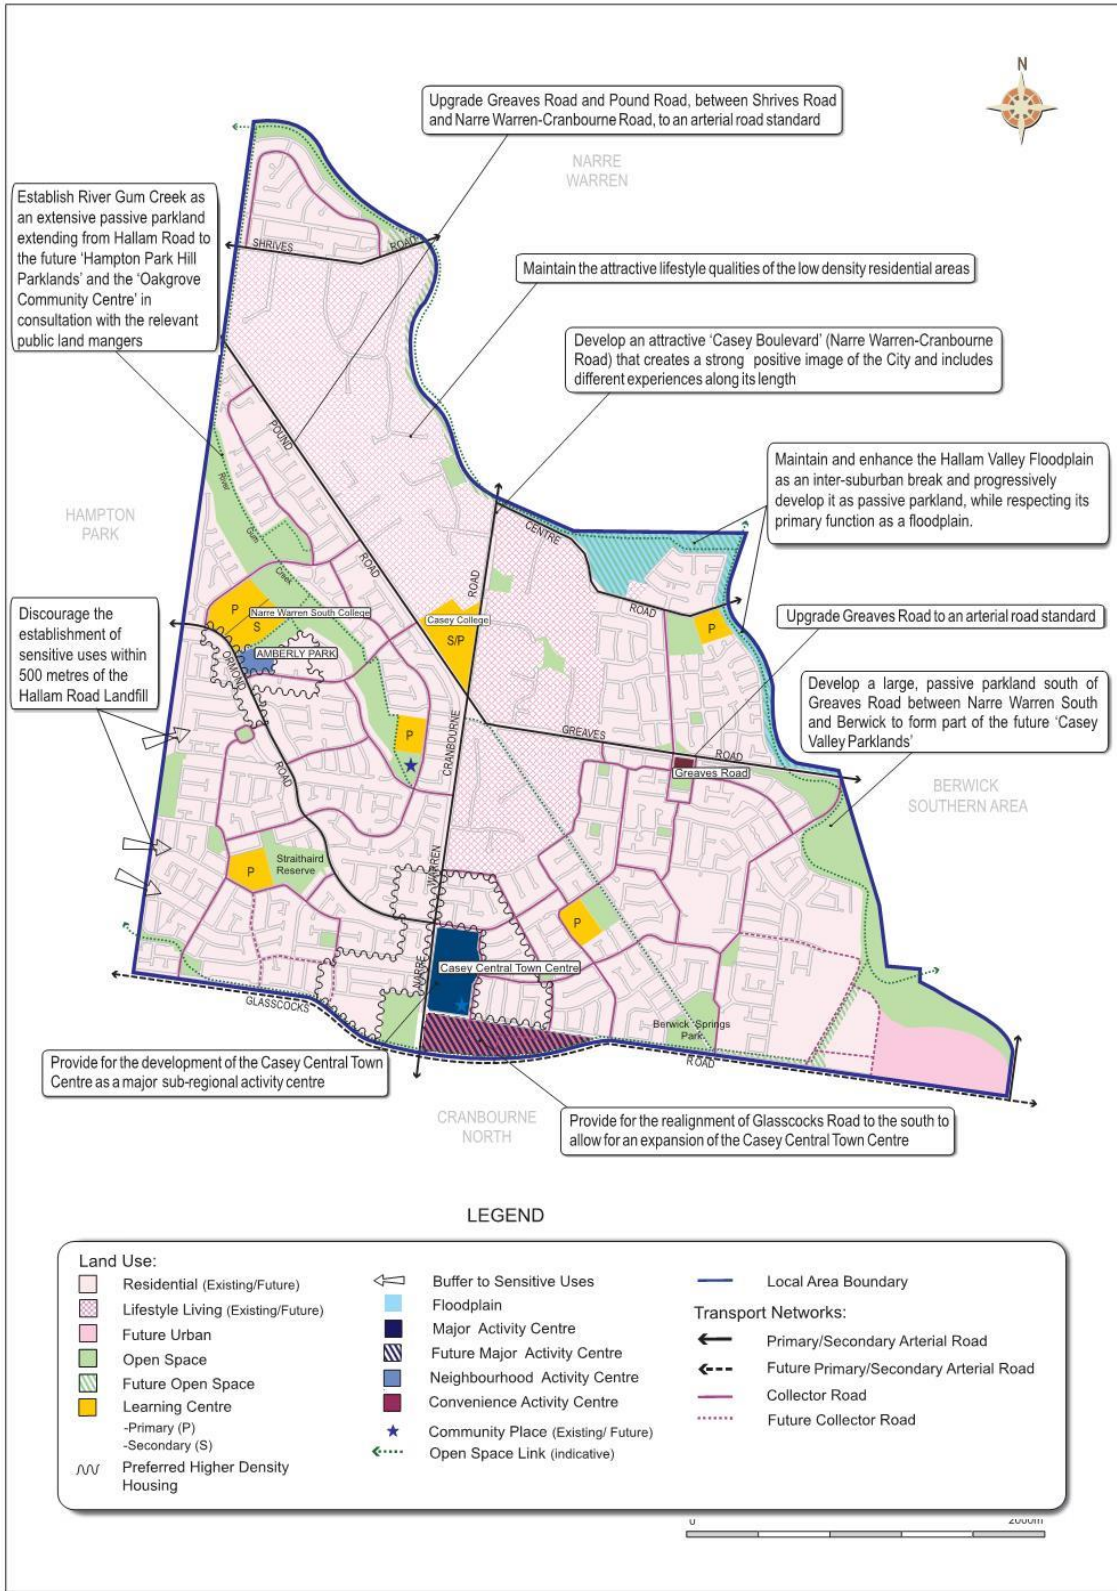 N
Upgrade Greaves Road and Pound Road, between Shrives Road
and Narre Warren-Cranbourne Road, to an arterial road standard
NARRE
WARREN
Establish River Gum Creek as
an extensive passive parkland
extending from Hallam Road to
the future 'Hampton Park Hill
Parklands' and the 'Oakgrove
Community Centre' in
consultation with the relevant
public land mangers
SHRIVES
ROAD
Maintain the attractive lifestyle qualities of the low density residential areas
Develop an attractive 'Casey Boulevard' (Narre Warren-Cranbourne
Road) that creates a strong positive image of the City and includes
different experiences along its length
POUND
ROAD
Maintain and enhance the Hallam Valley Floodplain
as an inter-suburban break and progressively
develop it as passive parkland, while respecting its
primary function as a floodplain.
HAMPTON
PARK
River
Gum
Creek
CENTRE
ROAD
ROAD
Discourage the
establishment of
sensitive uses within
500 metres of the
Hallam Road Landfill
P
S
Narre Warren South College
AMBERLY PARK
Casey College
S/P
P
Upgrade Greaves Road to an arterial road standard
Develop a large, passive parkland south of
Greaves Road between Narre Warren South
and Berwick to form part of the future 'Casey
Valley Parklands'
ORMOND
ROAD
P
CRANBOURNE
GREAVES
ROAD
Greaves Road
BERWICK
SOUTHERN AREA
P
Straithaird
Reserve
WARREN
P
NARRE
Casey Central Town Centre
GLASSCOCKS
Berwick Springs
Park
ROAD
Provide for the development of the Casey Central Town
Centre as a major sub-regional activity centre
CRANBOURNE
NORTH
Provide for the realignment of Glasscocks Road to the south to
allow for an expansion of the Casey Central Town Centre
LEGEND
Land Use:
Residential (Existing/Future)
Lifestyle Living (Existing/Future)
Future Urban
Open Space
Future Open Space
Learning Centre
-Primary (P)
-Secondary (S)
Preferred Higher Density
Housing
Buffer to Sensitive Uses
Floodplain
Major Activity Centre
Future Major Activity Centre
Neighbourhood Activity Centre
Convenience Activity Centre
Community Place (Existing/ Future)
Open Space Link (indicative)
Local Area Boundary
Transport Networks:
Primary/Secondary Arterial Road
Future Primary/Secondary Arterial Road
Collector Road
Future Collector Road
0 2000m